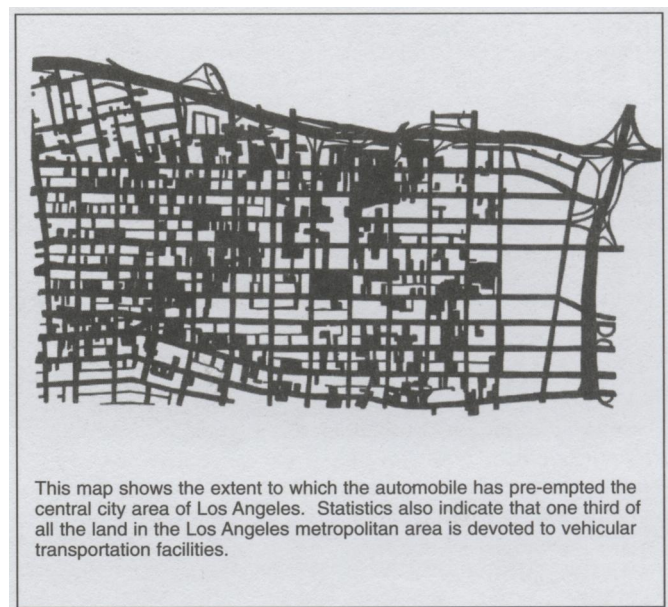 This map shows the extent to which the automobile has pre-empted the
central city area of Los Angeles.  Statistics also indicate that one third of
all the land in the Los Angeles metropolitan area is devoted to vehicular
transportation facilities.